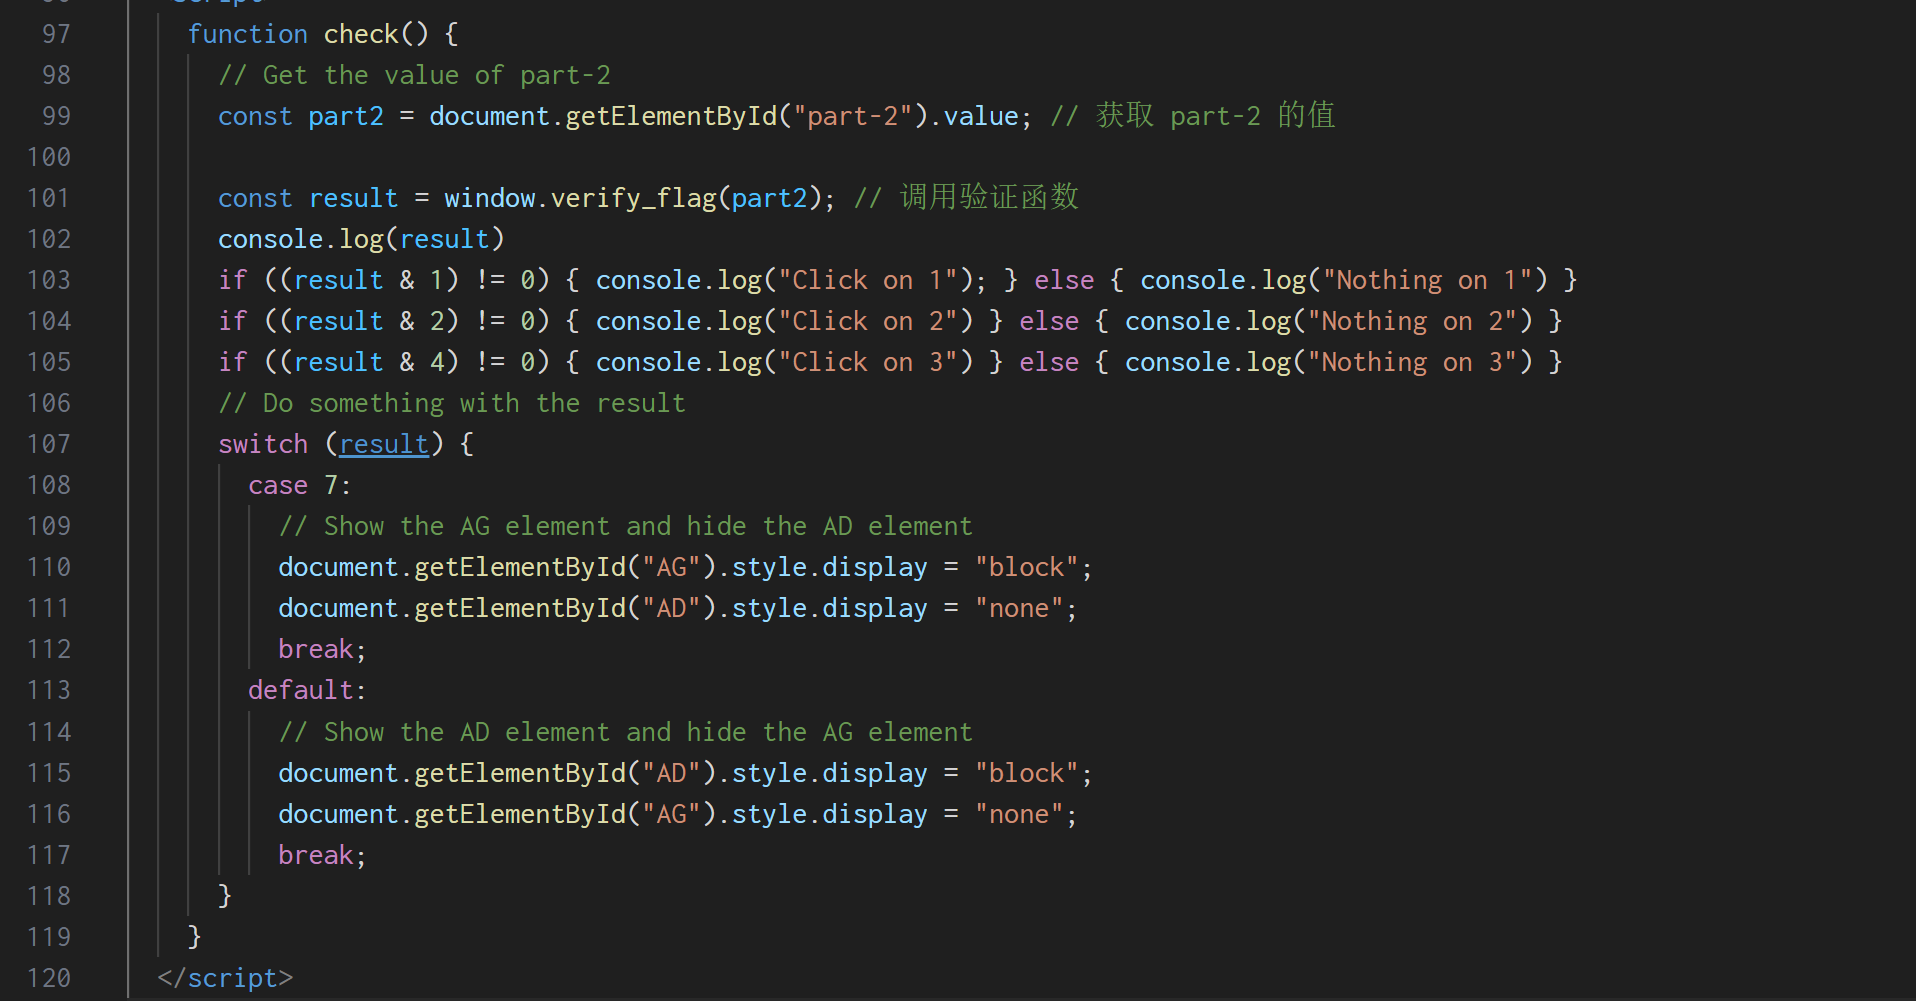 97 function check() {
98 // Get the value of part-2
99 const part2 = document.getElementById("part-2").value; // 获取 part-2 的值
100
101 const result = window.verify_flag(part2); // 调用验证函数
102 console.log(result)
103 if ((result & 1) != 0) { console.log("Click on 1"); } else { console.log("Nothing on 1") }
104 if ((result & 2) != 0) { console.log("Click on 2") } else { console.log("Nothing on 2") }
105 if ((result & 4) != 0) { console.log("Click on 3") } else { console.log("Nothing on 3") }
106 // Do something with the result
107 switch (result) {
108 case 7:
109 // Show the AG element and hide the AD element
110 document.getElementById("AG").style.display = "block";
111 document.getElementById("AD").style.display = "none";
112 break;
113 default:
114 // Show the AD element and hide the AG element
115 document.getElementById("AD").style.display = "block";
116 document.getElementById("AG").style.display = "none";
117 break;
118 }
119 }
120 </script>